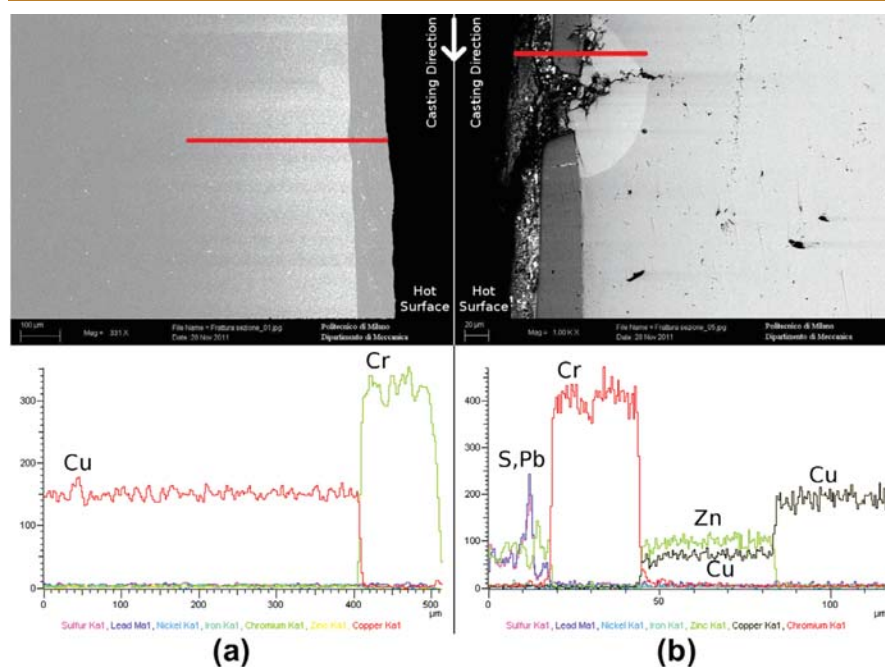 Casting Direction
Hot
Surface
100 µm
Mag = 331 X
File Name = Frattura sezione_01.jpg
Date: 28 Nov 2011
Politecnico di Milano
Dipartimento di Meccanica
Casting Direction
Hot
Surface
20 µm
Mag = 1.00 K X
File Name = Frattura sezione_05.jpg
Date: 28 Nov 2011
Politecnico di Milano
Dipartimento di Meccanica
Cr
Cu
300
200
100
0
0 100 200 300 400 500
µm
Sulfur Ka1, Lead Ma1, Nickel Ka1, Iron Ka1, Chromium Ka1, Zinc Ka1, Copper Ka1
(a)
Cr
S,Pb
Zn
Cu
Cu
400
300
200
100
0
0 50 100
µm
Sulfur Ka1, Lead Ma1, Nickel Ka1, Iron Ka1, Zinc Ka1, Copper Ka1, Chromium Ka1
(b)